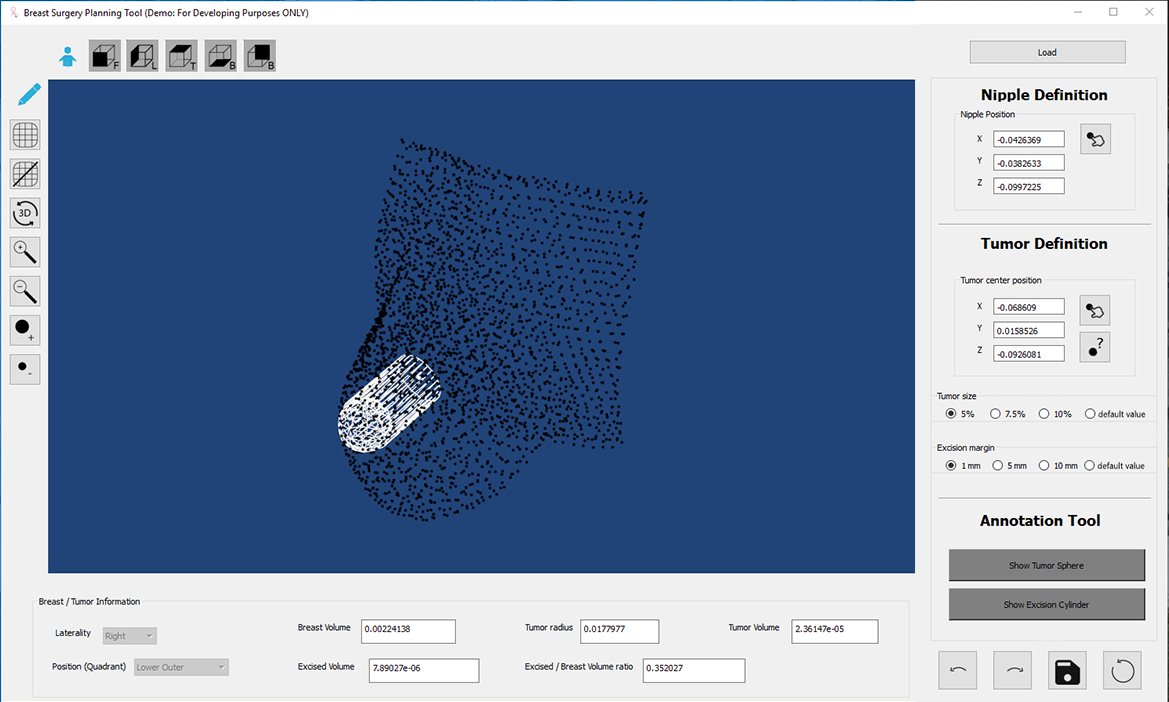 Breast Surgery Planning Tool (Demo: For Developing Purposes ONLY)
F
L
T
B
B
Load
3D
+
-
Nipple Definition
Nipple Position
X -0.0426369
Y -0.0382633
Z -0.0997225
Tumor Definition
Tumor center position
X -0.068609
Y 0.0158526
Z -0.0926081
?
Tumor size
5% 7.5% 10% default value
Excision margin
1 mm 5 mm 10 mm default value
Annotation Tool
Show Tumor Sphere
Show Excision Cylinder
Breast / Tumor Information
Laterality Right Breast Volume 0.00224138 Tumor radius 0.0177977 Tumor Volume 2.36147e-05
Position (Quadrant) Lower Outer Excised Volume 7.89027e-06 Excised / Breast Volume ratio 0.352027